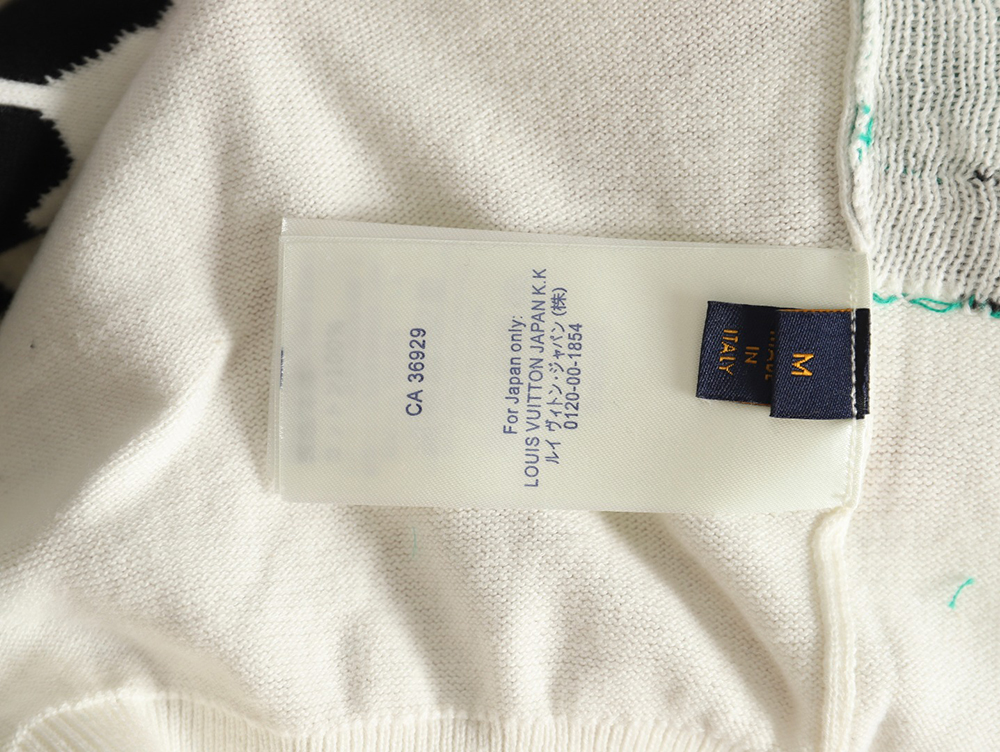 CA 36929
For Japan only:
LOUIS VUITTON JAPAN K.K
ルイ ヴィトン・ジャパン (株)
0120-00-1854
IN
ITALY
M